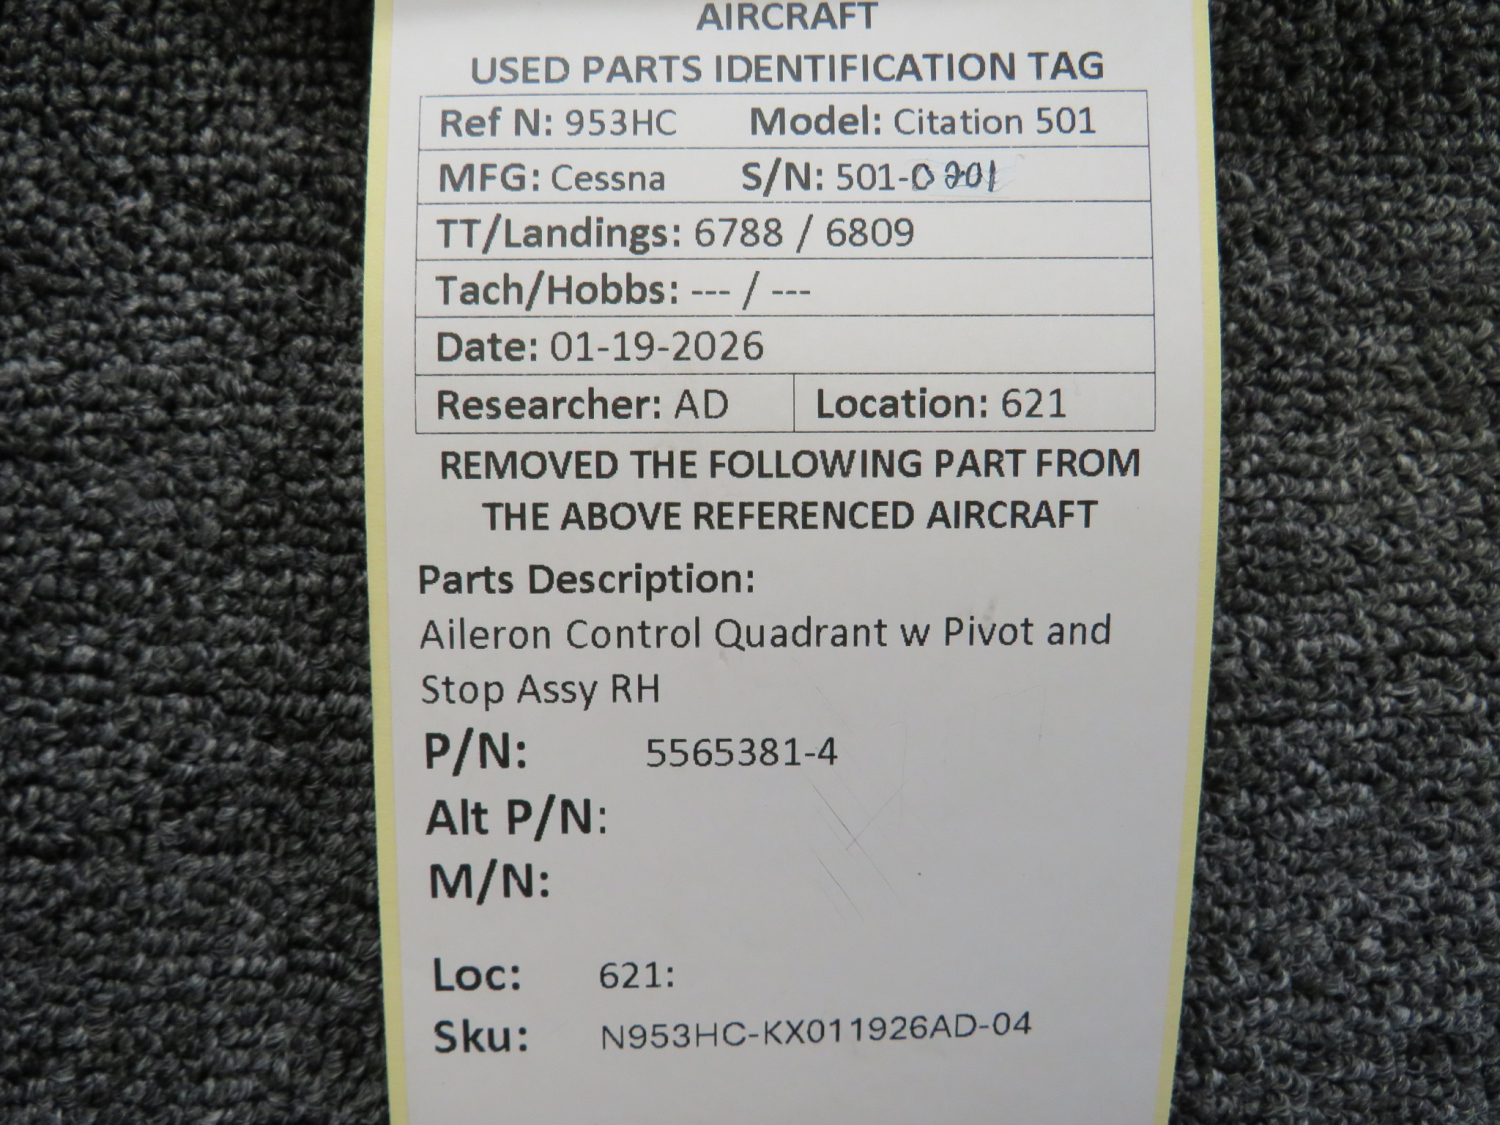 AIRCRAFT
USED PARTS IDENTIFICATION TAG
Ref N: 953HC Model: Citation 501
MFG: Cessna S/N: 501-0201
TT/Landings: 6788 / 6809
Tach/Hobbs: --- / ---
Date: 01-19-2026
Researcher: AD Location: 621
REMOVED THE FOLLOWING PART FROM
THE ABOVE REFERENCED AIRCRAFT
Parts Description:
Aileron Control Quadrant w Pivot and
Stop Assy RH
P/N: 5565381-4
Alt P/N:
M/N:
Loc: 621:
Sku: N953HC-KX011926AD-04